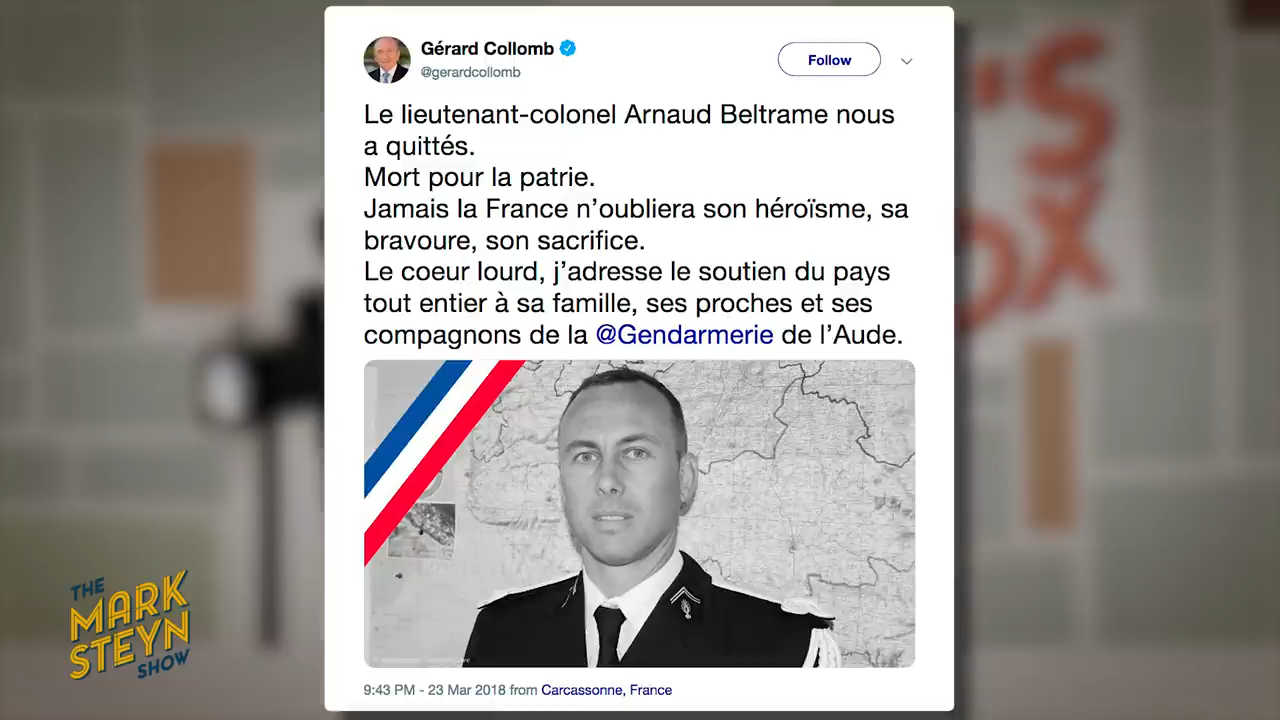 Gérard Collomb
@gerardcollomb
Follow
Le lieutenant-colonel Arnaud Beltrame nous
a quittés.
Mort pour la patrie.
Jamais la France n’oubliera son héroïsme, sa
bravoure, son sacrifice.
Le coeur lourd, j’adresse le soutien du pays
tout entier à sa famille, ses proches et ses
compagnons de la @Gendarmerie de l’Aude.
9:43 PM - 23 Mar 2018 from Carcassonne, France
THE
MARK
STEYN
SHOW